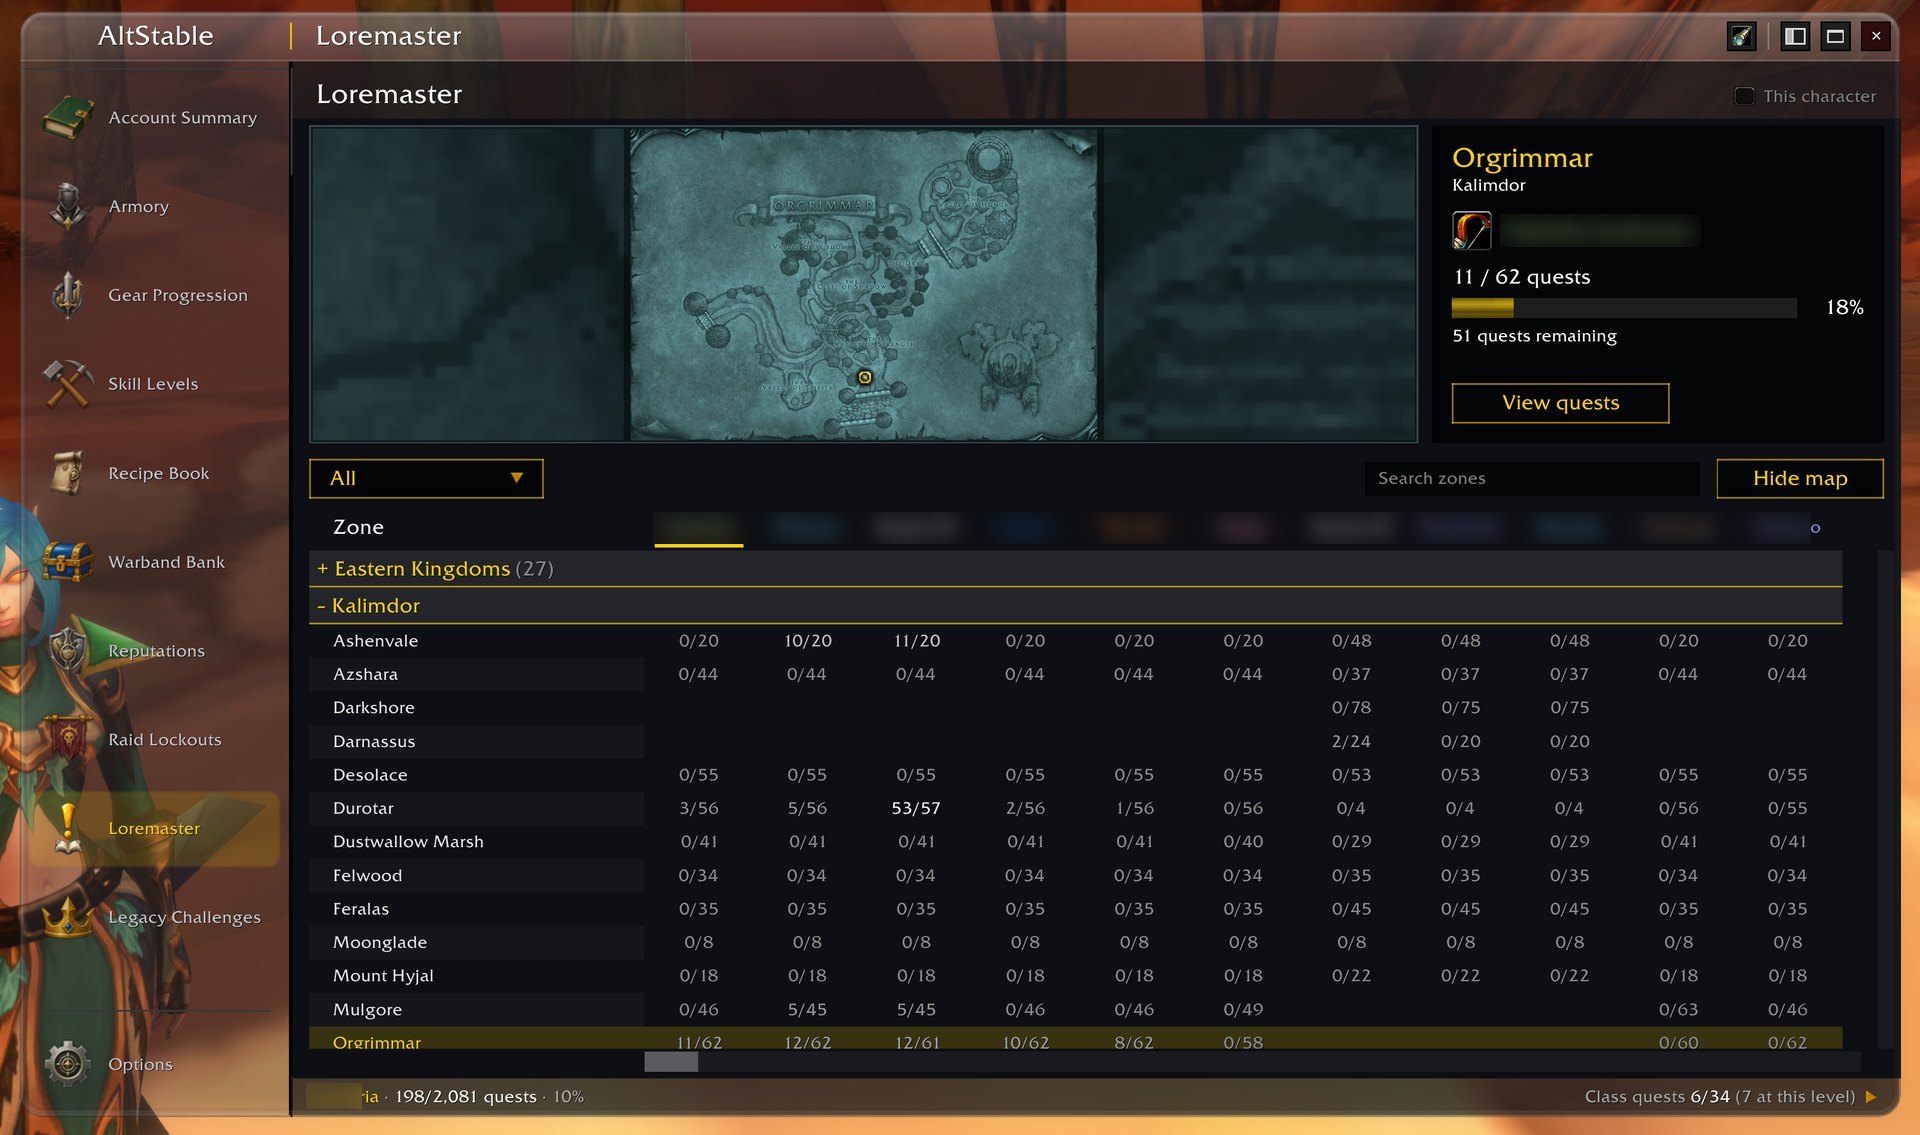 AltStable
Loremaster
Loremaster
This character
Account Summary
Armory
Gear Progression
Skill Levels
Recipe Book
Warband Bank
Reputations
Raid Lockouts
Loremaster
Legacy Challenges
Options
ORGRIMMAR
Orgrimmar
Kalimdor
11 / 62 quests
18%
51 quests remaining
View quests
All
Search zones
Hide map
Zone
+ Eastern Kingdoms (27)
- Kalimdor
Ashenvale 0/20 10/20 11/20 0/20 0/20 0/20 0/48 0/48 0/48 0/20 0/20
Azshara 0/44 0/44 0/44 0/44 0/44 0/44 0/37 0/37 0/37 0/44 0/44
Darkshore 0/78 0/75 0/75
Darnassus 2/24 0/20 0/20
Desolace 0/55 0/55 0/55 0/55 0/55 0/55 0/53 0/53 0/53 0/55 0/55
Durotar 3/56 5/56 53/57 2/56 1/56 0/56 0/4 0/4 0/4 0/56 0/55
Dustwallow Marsh 0/41 0/41 0/41 0/41 0/41 0/40 0/29 0/29 0/29 0/41 0/41
Felwood 0/34 0/34 0/34 0/34 0/34 0/34 0/35 0/35 0/35 0/34 0/34
Feralas 0/35 0/35 0/35 0/35 0/35 0/35 0/45 0/45 0/45 0/35 0/35
Moonglade 0/8 0/8 0/8 0/8 0/8 0/8 0/8 0/8 0/8 0/8 0/8
Mount Hyjal 0/18 0/18 0/18 0/18 0/18 0/18 0/22 0/22 0/22 0/18 0/18
Mulgore 0/46 5/45 5/45 0/46 0/46 0/49 0/63 0/46
Orgrimmar 11/62 12/62 12/61 10/62 8/62 0/58 0/60 0/62
ria · 198/2,081 quests · 10%
Class quests 6/34 (7 at this level)